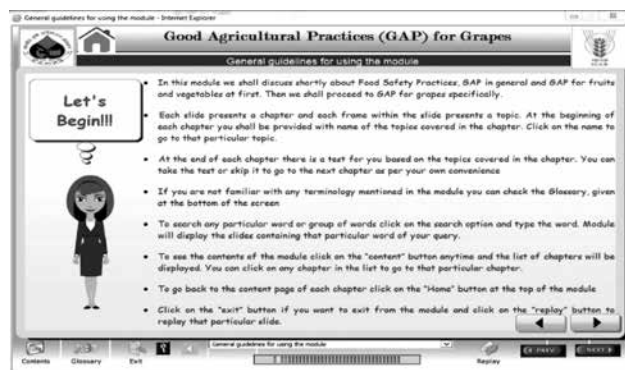 General guidelines for using the module - Internet Explorer
Good Agricultural Practices (GAP) for Grapes
General guidelines for using the module
Let's
Begin!!!
• In this module we shall discuss shortly about Food Safety Practices, GAP in general and GAP for fruits
and vegetables at first. Then we shall proceed to GAP for grapes specifically.
• Each slide presents a chapter and each frame within the slide presents a topic. At the beginning of
each chapter you shall be provided with name of the topics covered in the chapter. Click on the name to
go to that particular topic.
• At the end of each chapter there is a test for you based on the topics covered in the chapter. You can
take the test or skip it to go to the next chapter as per your own convenience
• If you are not familiar with any terminology mentioned in the module you can check the Glossary, given
at the bottom of the screen
• To search any particular word or group of words click on the search option and type the word. Module
will display the slides containing that particular word of your query.
• To see the contents of the module click on the "content" button anytime and the list of chapters will be
displayed. You can click on any chapter in the list to go to that particular chapter.
• To go back to the content page of each chapter click on the "Home" button at the top of the module
• Click on the "exit" button if you want to exit from the module and click on the "replay" button to
replay that particular slide.
General guidelines for using the module
Contents Glossary Exit Replay PREV NEXT